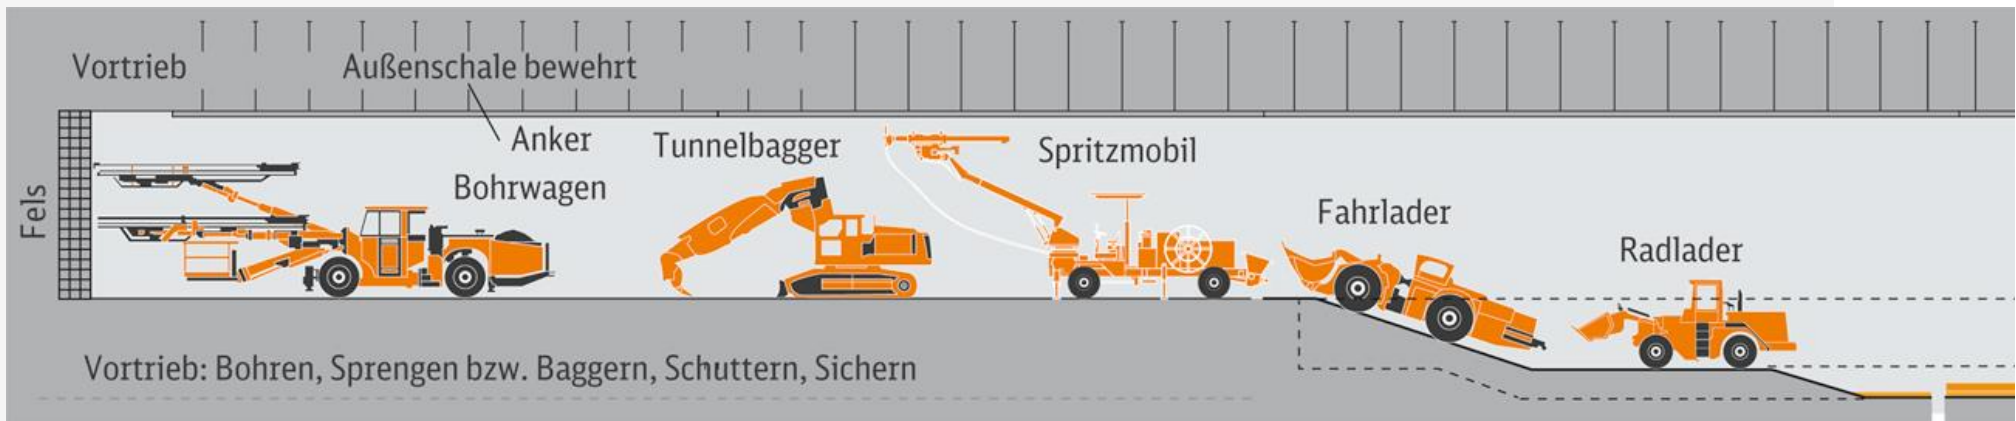 Vortrieb
Außenschale bewehrt
Anker
Bohrwagen
Tunnelbagger
Spritzmobil
Fahrlader
Radlader
Fels
Vortrieb: Bohren, Sprengen bzw. Baggern, Schuttern, Sichern